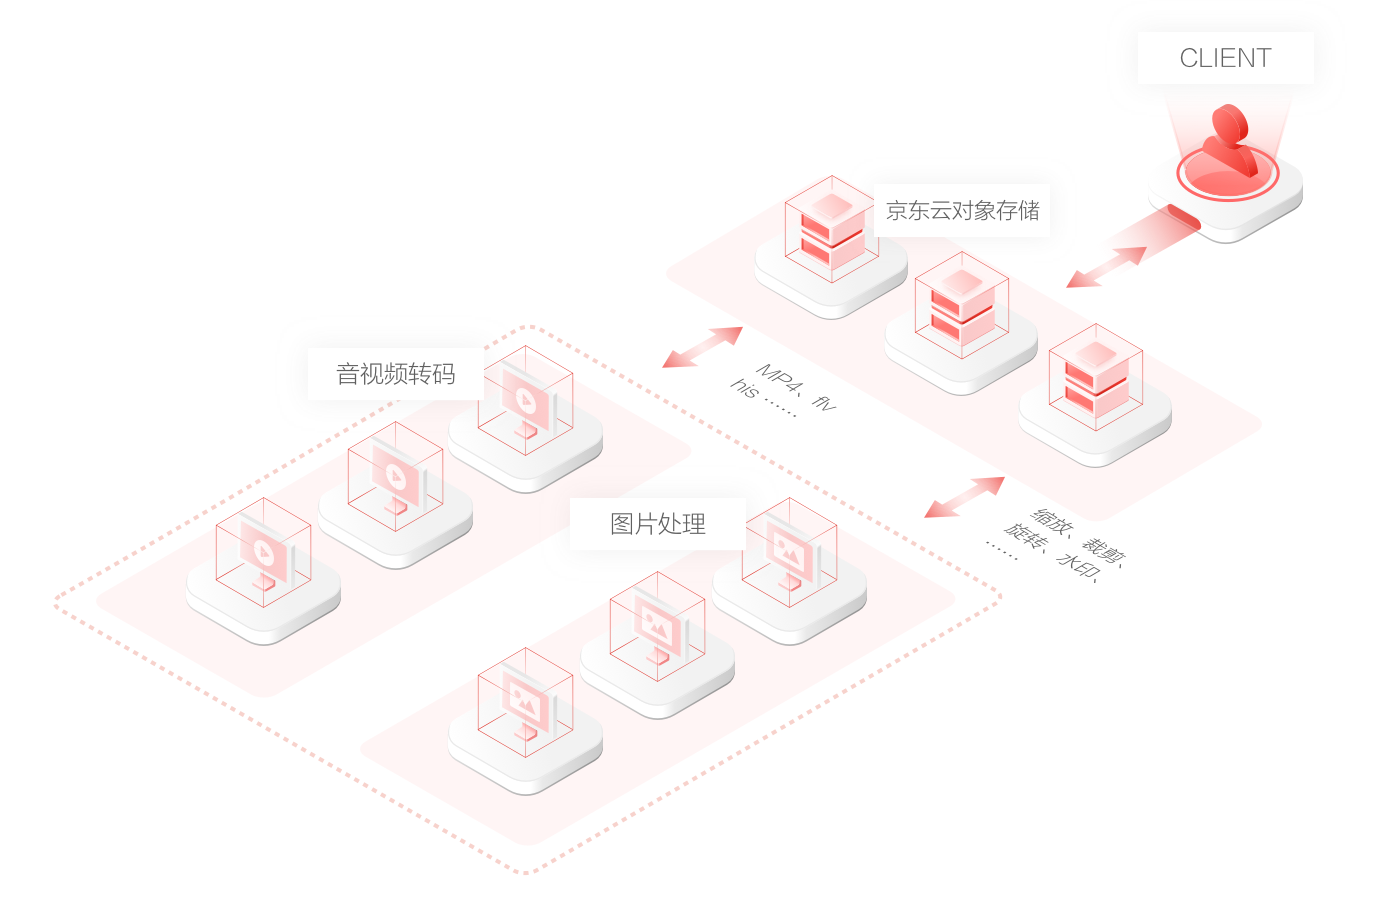 CLIENT
京东云对象存储
音视频转码
MP4、flv
his ……
图片处理
缩放、裁剪、
旋转、水印、
……